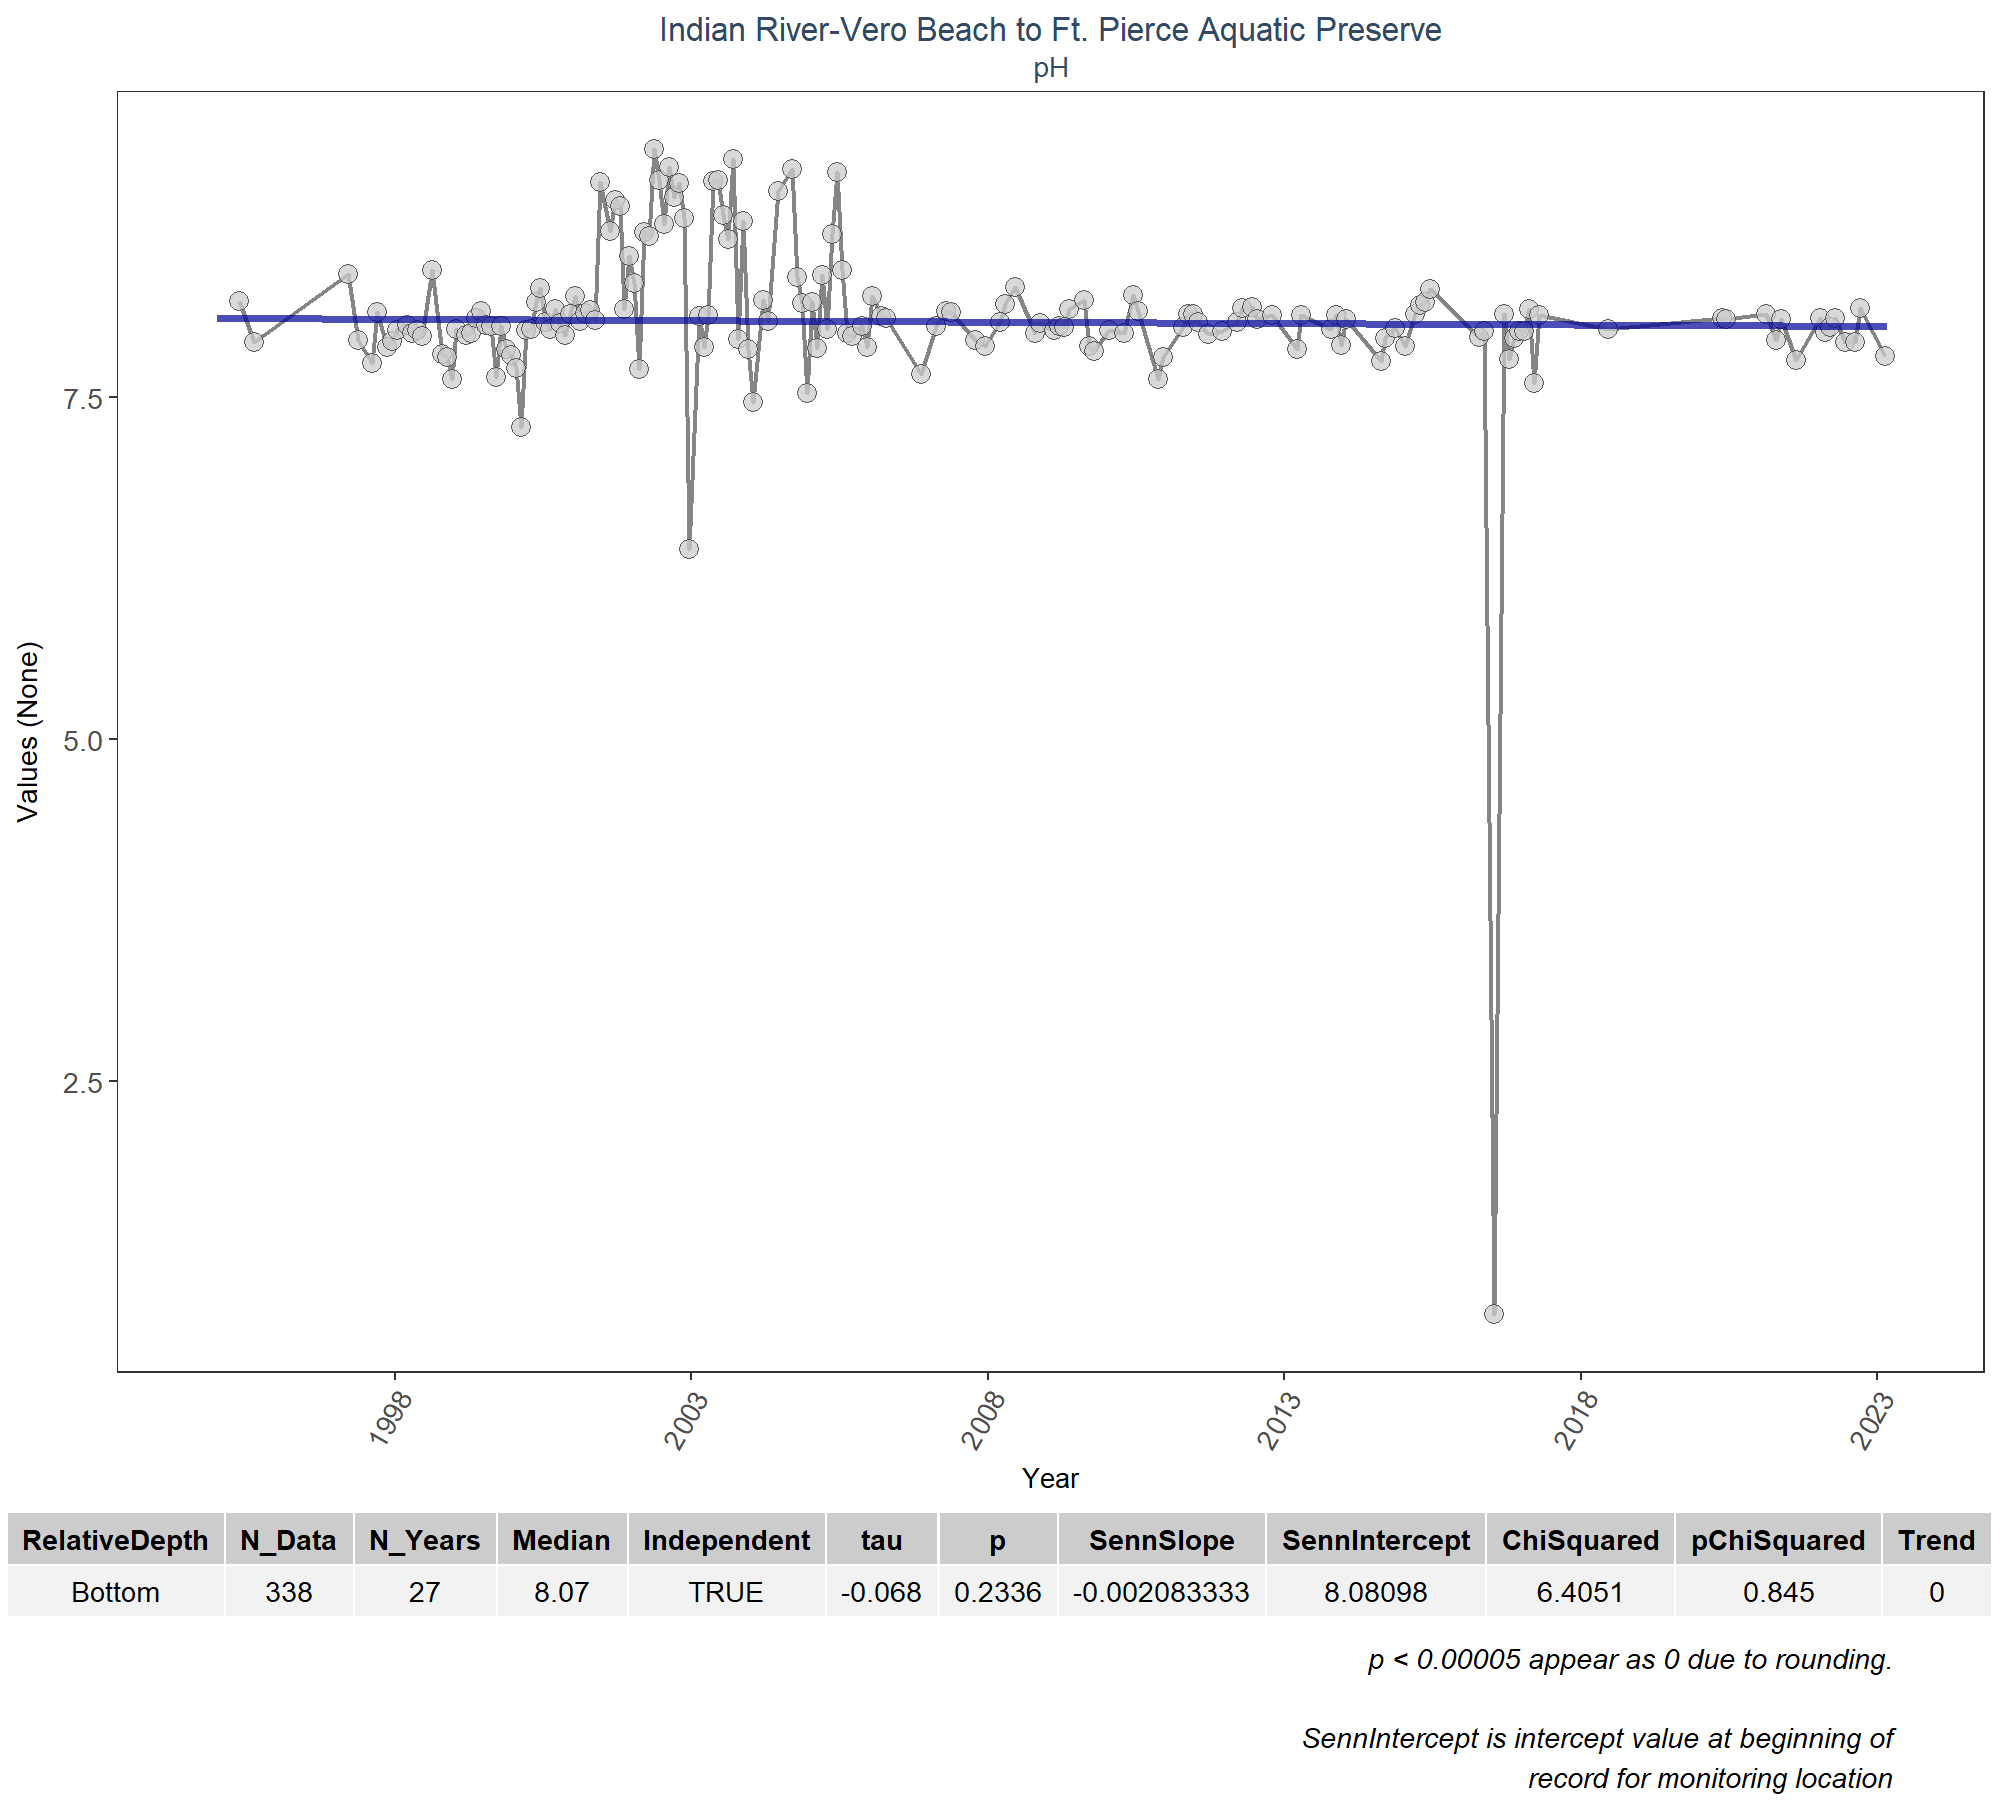 Indian River-Vero Beach to Ft. Pierce Aquatic Preserve
pH
Values (None)
7.5
5.0
2.5
1998
2003
2008
2013
2018
2023
Year
RelativeDepth N_Data N_Years Median Independent tau p SennSlope SennIntercept ChiSquared pChiSquared Trend
Bottom 338 27 8.07 TRUE -0.068 0.2336 -0.002083333 8.08098 6.4051 0.845 0
p < 0.00005 appear as 0 due to rounding.
SennIntercept is intercept value at beginning of
record for monitoring location